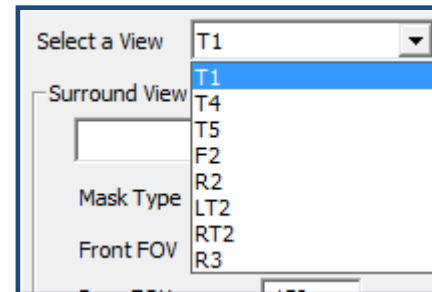 Select a View T1
T1
Surround View
T4
T5
F2
R2
Mask Type
LT2
RT2
Front FOV
R3